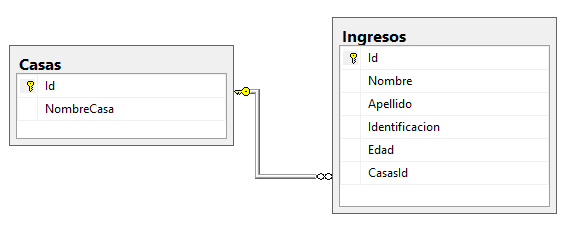 Casas
Id
NombreCasa
Ingresos
Id
Nombre
Apellido
Identificacion
Edad
CasasId